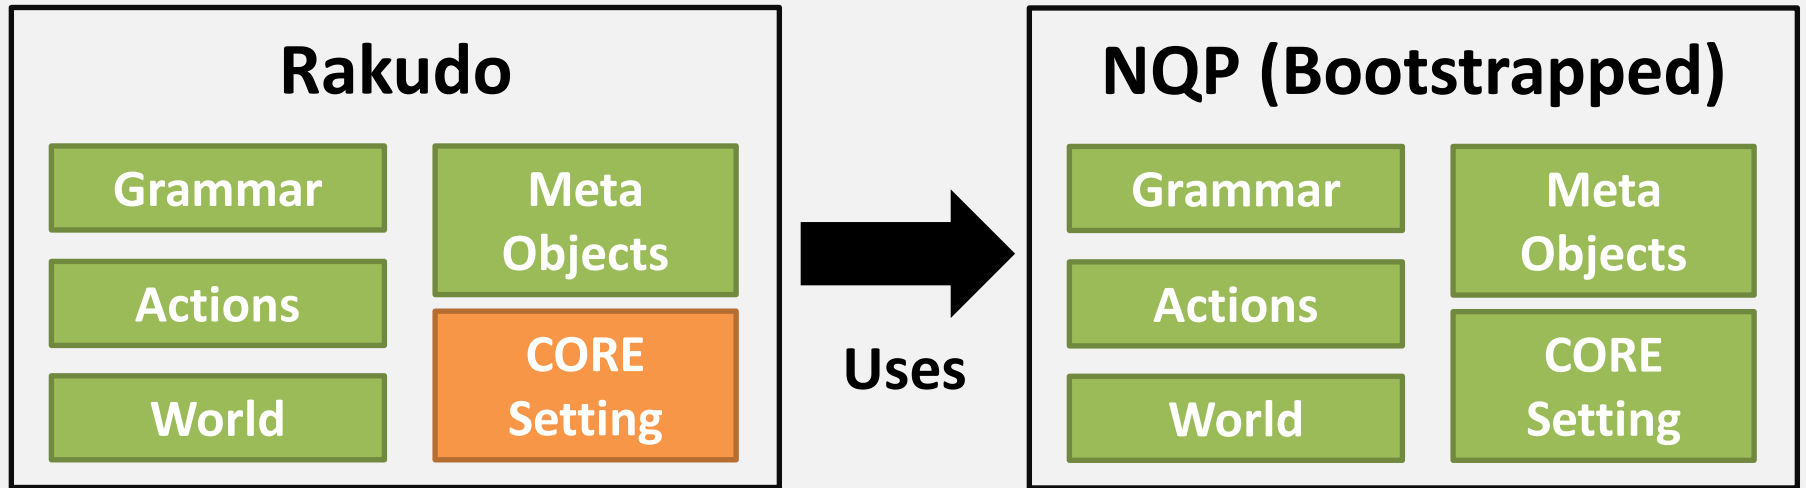 Rakudo
Grammar
Actions
World
Meta
Objects
CORE
Setting
Uses
NQP (Bootstrapped)
Grammar
Actions
World
Meta
Objects
CORE
Setting